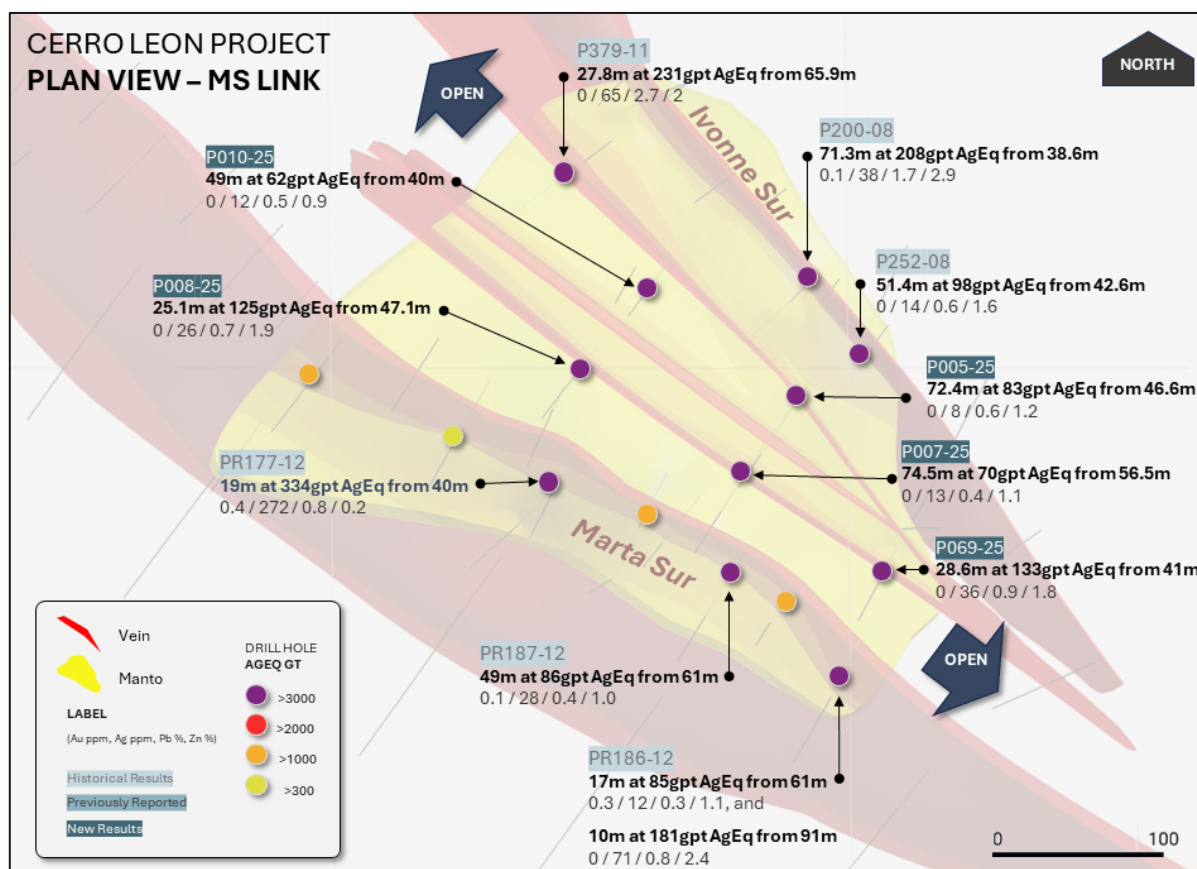 CERRO LEON PROJECT
PLAN VIEW – MS LINK
NORTH
OPEN
P379-11
27.8m at 231gpt AgEq from 65.9m
0 / 65 / 2.7 / 2
Ivonne Sur
P200-08
71.3m at 208gpt AgEq from 38.6m
0.1 / 38 / 1.7 / 2.9
P010-25
49m at 62gpt AgEq from 40m
0 / 12 / 0.5 / 0.9
P252-08
51.4m at 98gpt AgEq from 42.6m
0 / 14 / 0.6 / 1.6
P008-25
25.1m at 125gpt AgEq from 47.1m
0 / 26 / 0.7 / 1.9
P005-25
72.4m at 83gpt AgEq from 46.6m
0 / 8 / 0.6 / 1.2
P007-25
74.5m at 70gpt AgEq from 56.5m
0 / 13 / 0.4 / 1.1
PR177-12
19m at 334gpt AgEq from 40m
0.4 / 272 / 0.8 / 0.2
Marta Sur
P069-25
28.6m at 133gpt AgEq from 41m
0 / 36 / 0.9 / 1.8
OPEN
PR187-12
49m at 86gpt AgEq from 61m
0.1 / 28 / 0.4 / 1.0
PR186-12
17m at 85gpt AgEq from 61m
0.3 / 12 / 0.3 / 1.1, and
10m at 181gpt AgEq from 91m
0 / 71 / 0.8 / 2.4
Vein
Manto
LABEL
(Au ppm, Ag ppm, Pb %, Zn %)
Historical Results
Previously Reported
New Results
DRILL HOLE
AGEQ GT
>3000
>2000
>1000
>300
0 100